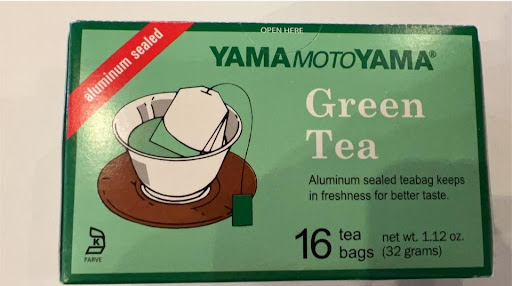 OPEN HERE
aluminum sealed
YAMAMOTOYAMA®
Green
Tea
Aluminum sealed teabag keeps
in freshness for better taste.
16 tea bags net wt. 1.12 oz. (32 grams)
K
PARVE